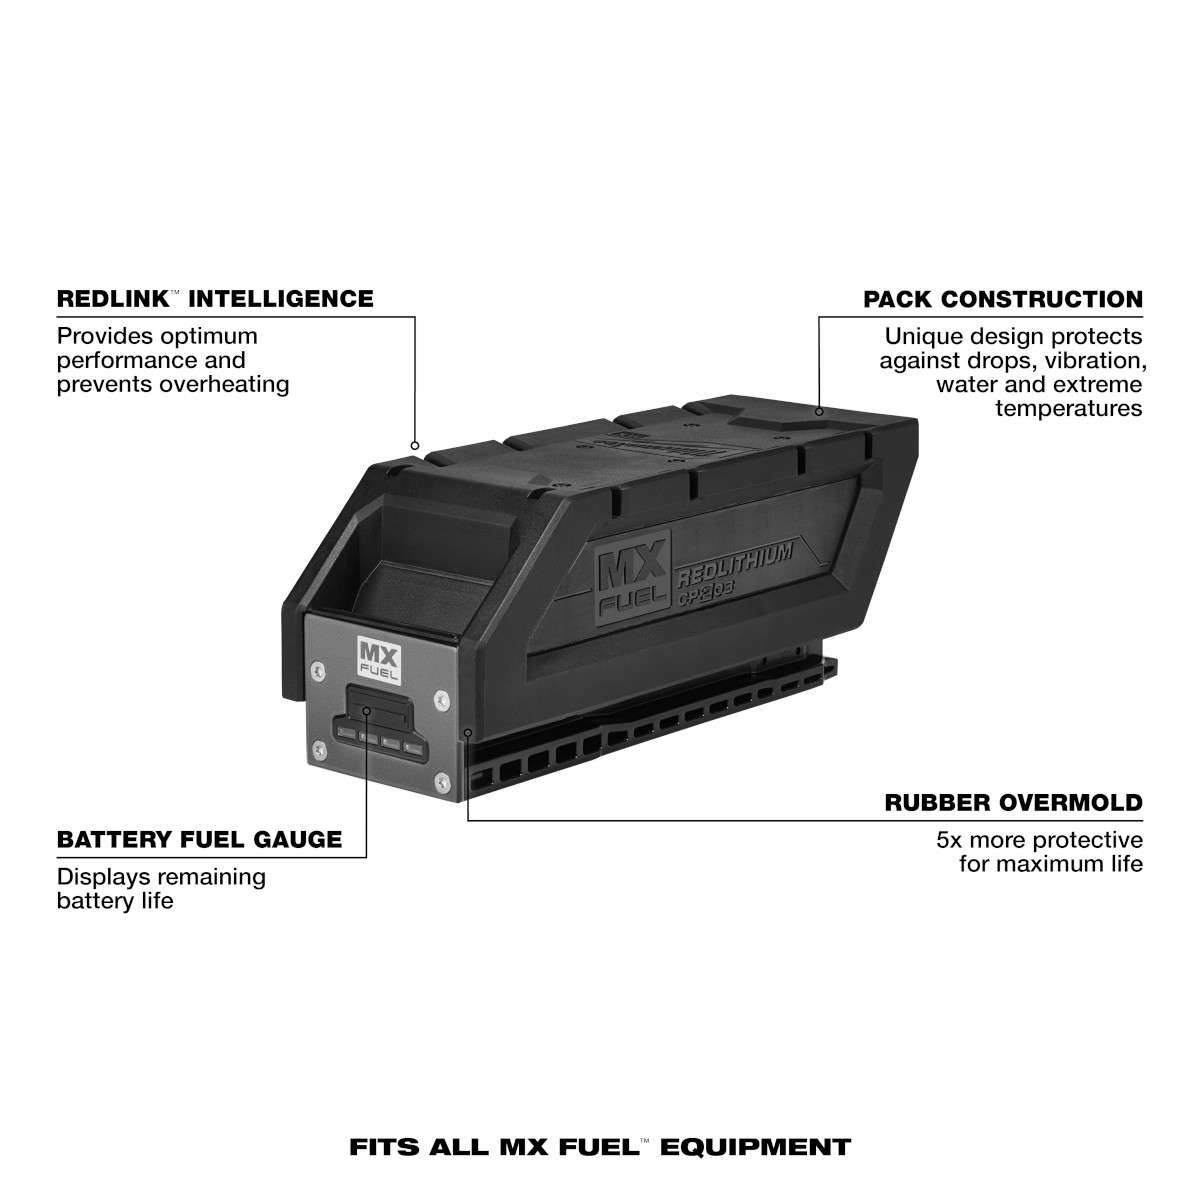 REDLINK™ INTELLIGENCE
Provides optimum
performance and
prevents overheating
PACK CONSTRUCTION
Unique design protects
against drops, vibration,
water and extreme
temperatures
MX
FUEL
REDLITHIUM
CP203
MX
FUEL
BATTERY FUEL GAUGE
Displays remaining
battery life
RUBBER OVERMOLD
5x more protective
for maximum life
FITS ALL MX FUEL™ EQUIPMENT